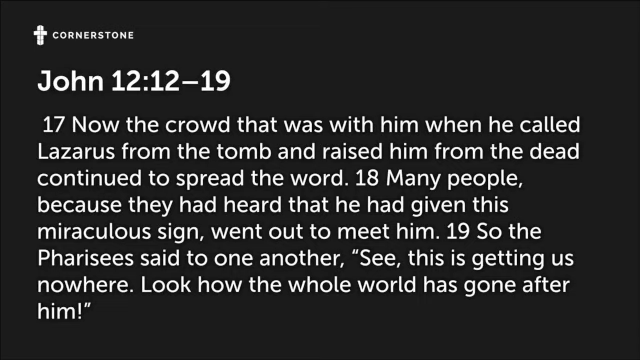 CORNERSTONE
John 12:12–19
17 Now the crowd that was with him when he called
Lazarus from the tomb and raised him from the dead
continued to spread the word. 18 Many people,
because they had heard that he had given this
miraculous sign, went out to meet him. 19 So the
Pharisees said to one another, “See, this is getting us
nowhere. Look how the whole world has gone after
him!”